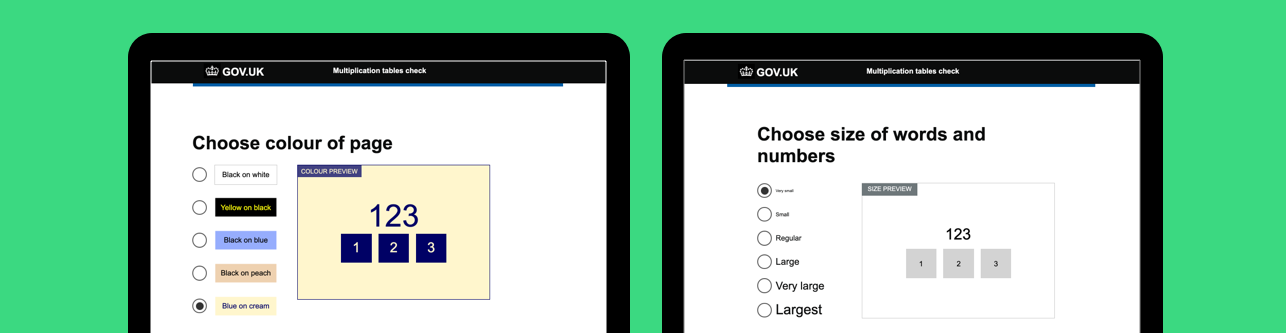 GOV.UK
Multiplication tables check
Choose colour of page
Black on white
Yellow on black
Black on blue
Black on peach
Blue on cream
COLOUR PREVIEW
123
1 2 3
GOV.UK
Multiplication tables check
Choose size of words and
numbers
Very small
Small
Regular
Large
Very large
Largest
SIZE PREVIEW
123
1 2 3